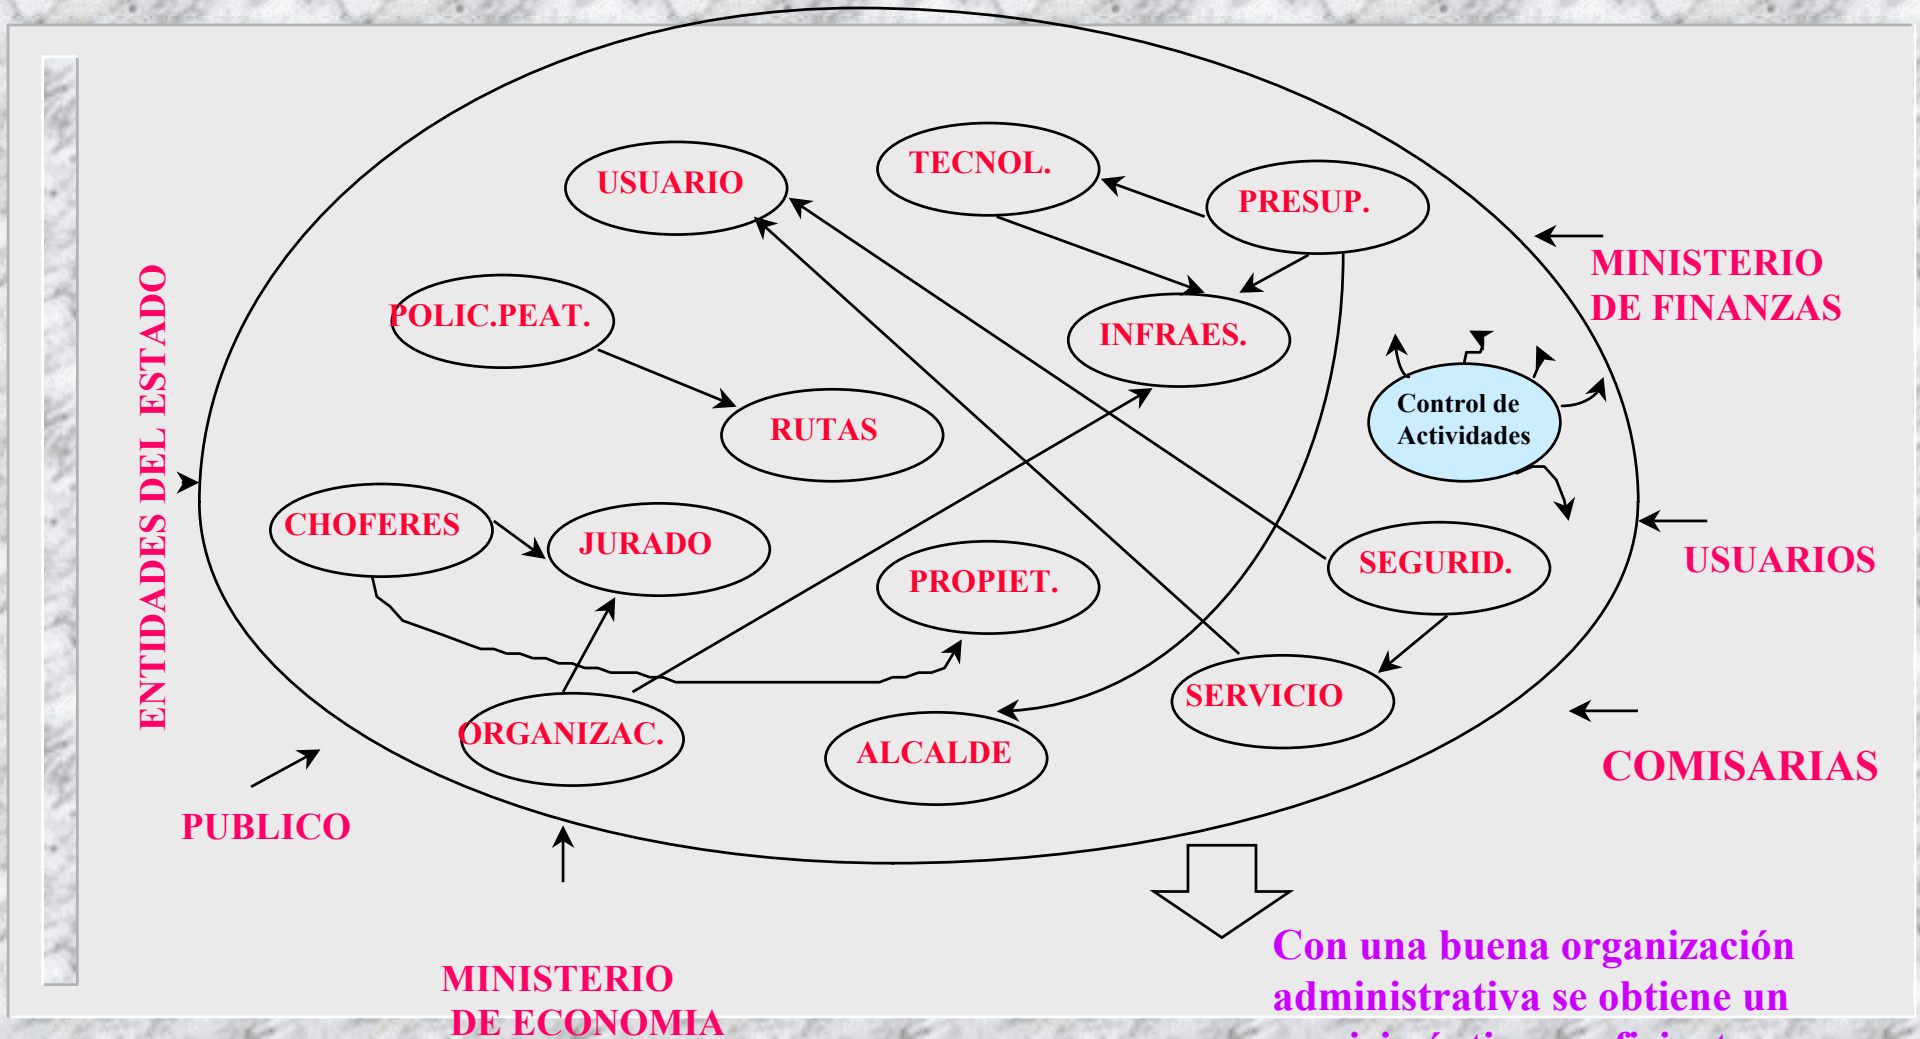 USUARIO
TECNOL.
PRESUP.
MINISTERIO
DE FINANZAS
POLIC.PEAT.
INFRAES.
ENTIDADES DEL ESTADO
RUTAS
Control de
Actividades
CHOFERES
JURADO
PROPIET.
SEGURID.
USUARIOS
SERVICIO
ORGANIZAC.
ALCALDE
COMISARIAS
PUBLICO
MINISTERIO
DE ECONOMIA
Con una buena organización
administrativa se obtiene un